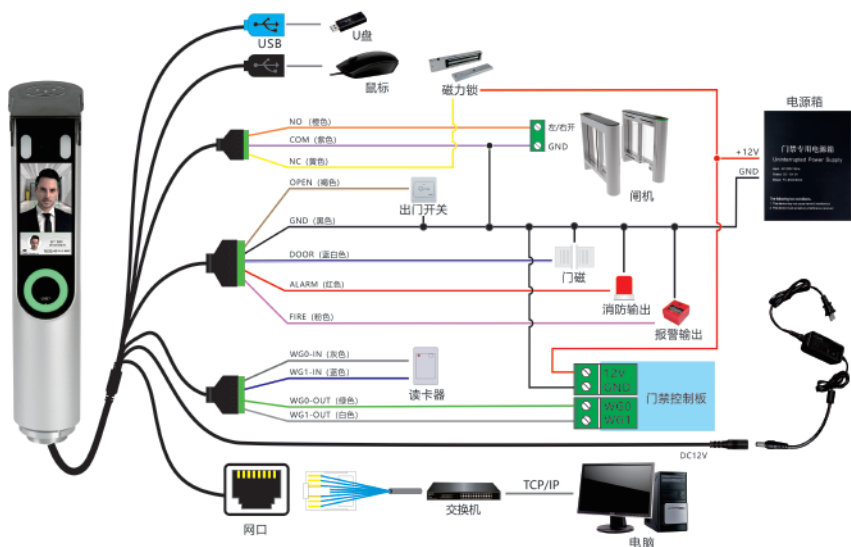 USB
U盘
鼠标
磁力锁
电源箱
NO (橙色)
COM (紫色)
NC (黄色)
左/右开
GND
闸机
+12V
GND
门禁专用电源箱
Uninterrupted Power Supply
OPEN (褐色)
出门开关
GND (黑色)
DOOR (蓝白色)
门磁
ALARM (红色)
消防输出
FIRE (粉色)
报警输出
WG0-IN (灰色)
WG1-IN (蓝色)
读卡器
WG0-OUT (绿色)
WG1-OUT (白色)
12V
GND
WG0
WG1
门禁控制板
DC12V
网口
交换机
TCP/IP
电脑